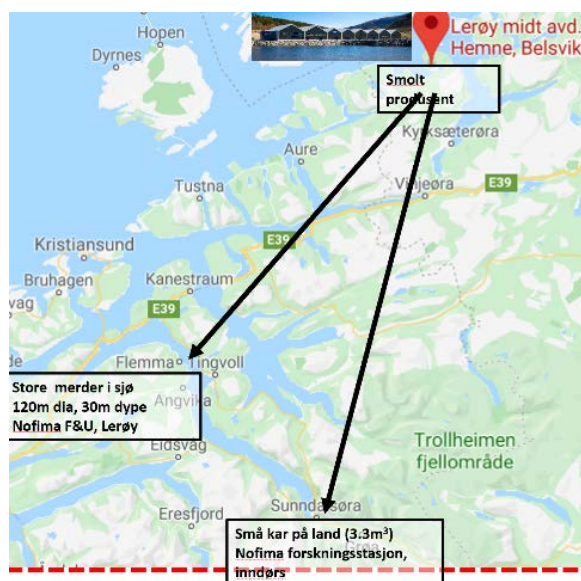 Hopen
Dyrnes
Lerøy midt avd.
Hemne, Belsvik
Smolt
produsent
Kyrksæterøra
Aure
Vinjeøra
E39
Tustna
E39
Kristiansund
Bruhagen
Kanestraum
E39
Flemma
Tingvoll
Store merder i sjø
120m dia, 30m dype
Nofima F&U, Lerøy
Angvika
Eidsvåg
Trollheimen
fjellområde
Eresfjord
Sunndalsøra
Små kar på land (3.3m³)
Nofima forskningsstasjon,
inndørs